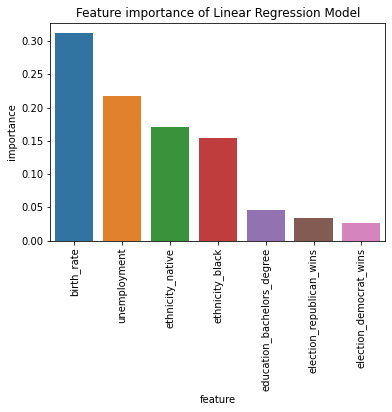 Feature importance of Linear Regression Model
importance
0.30
0.25
0.20
0.15
0.10
0.05
0.00
birth_rate
unemployment
ethnicity_native
ethnicity_black
education_bachelors_degree
election_republican_wins
election_democrat_wins
feature